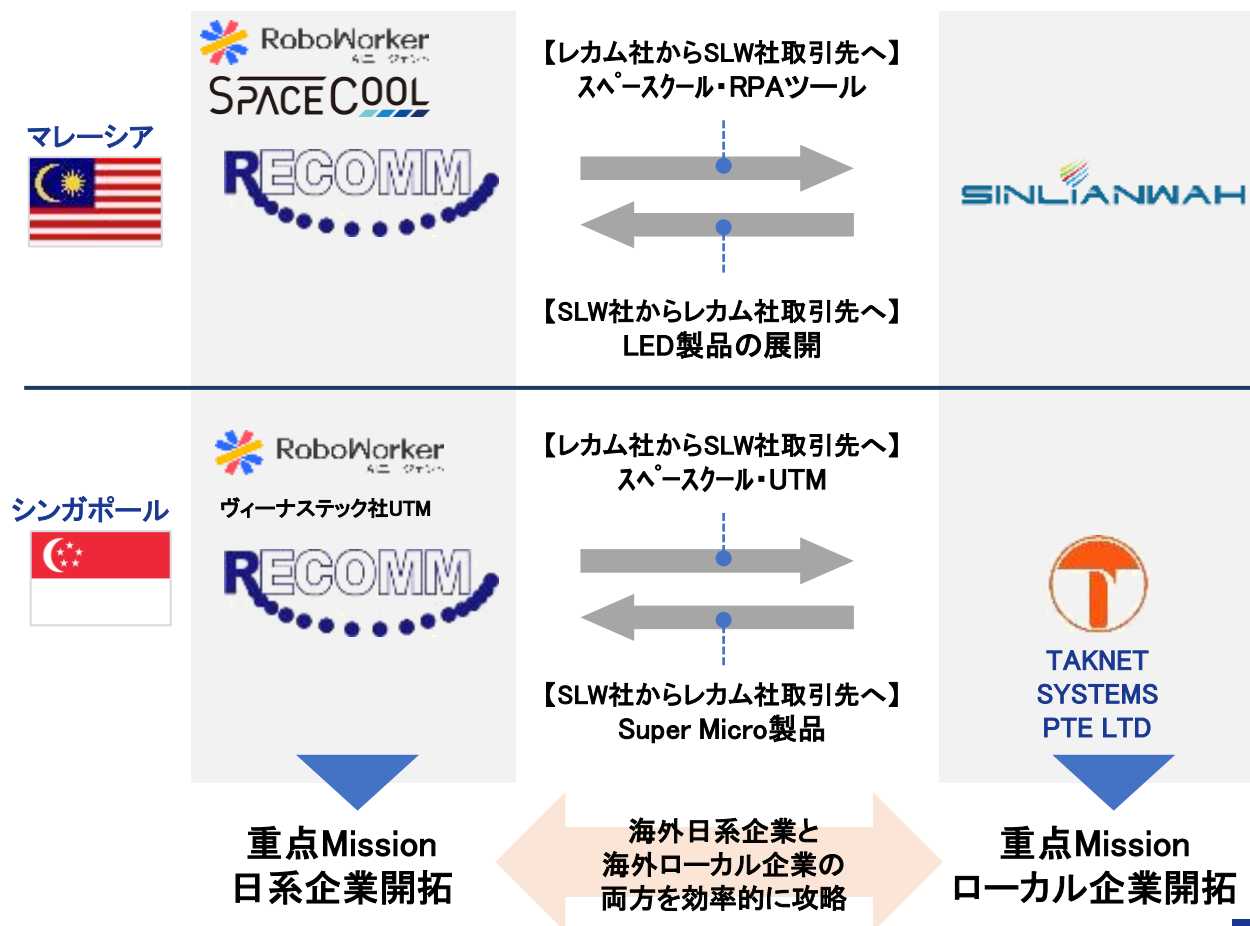 RoboWorker
SPACECOOL
マレーシア
RECOMM
【レカム社からSLW社取引先へ】
スペースクール・RPAツール
【SLW社からレカム社取引先へ】
LED製品の展開
SINLIANWAH
シンガポール
RoboWorker
ヴィーナステック社UTM
RECOMM
【レカム社からSLW社取引先へ】
スペースクール・UTM
【SLW社からレカム社取引先へ】
Super Micro製品
TAKNET
SYSTEMS
PTE LTD
重点Mission
日系企業開拓
海外日系企業と
海外ローカル企業の
両方を効率的に攻略
重点Mission
ローカル企業開拓